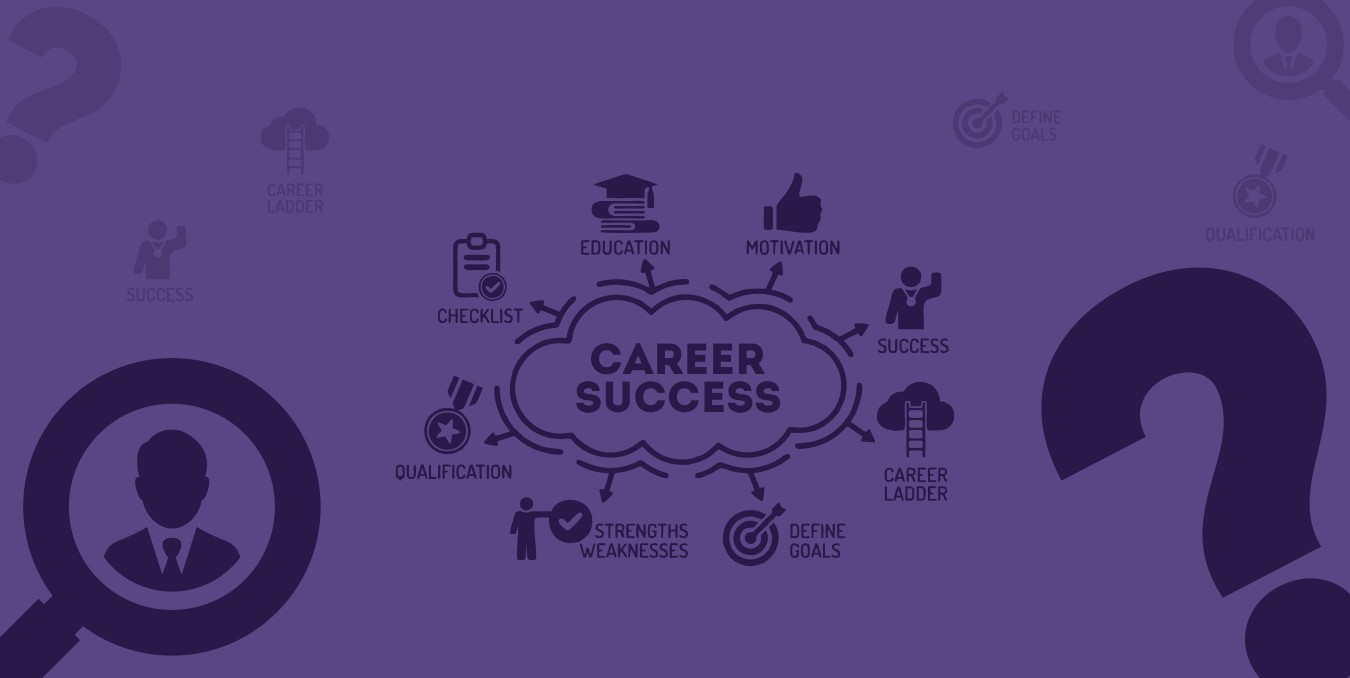 DEFINE
GOALS
CAREER
LADDER
QUALIFICATION
SUCCESS
EDUCATION
MOTIVATION
CHECKLIST
SUCCESS
CAREER
SUCCESS
QUALIFICATION
CAREER
LADDER
STRENGTHS
WEAKNESSES
DEFINE
GOALS